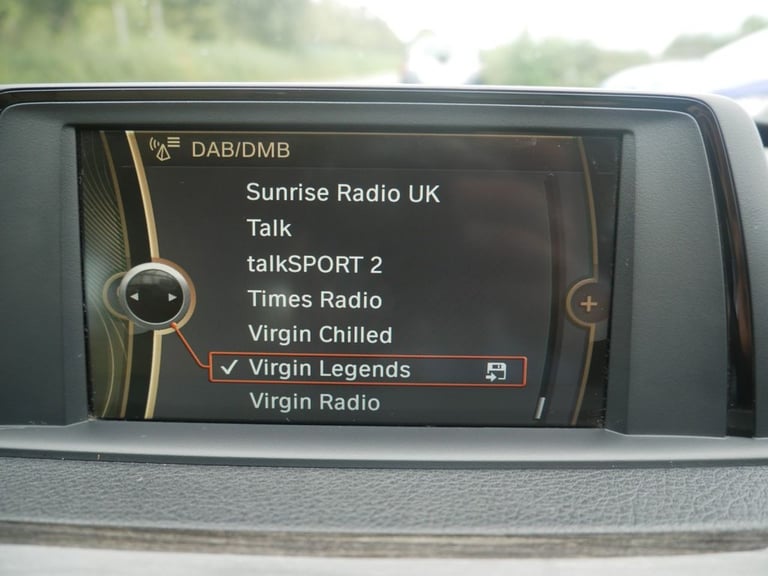 DAB/DMB
Sunrise Radio UK
Talk
talkSPORT 2
Times Radio
Virgin Chilled
Virgin Legends
Virgin Radio